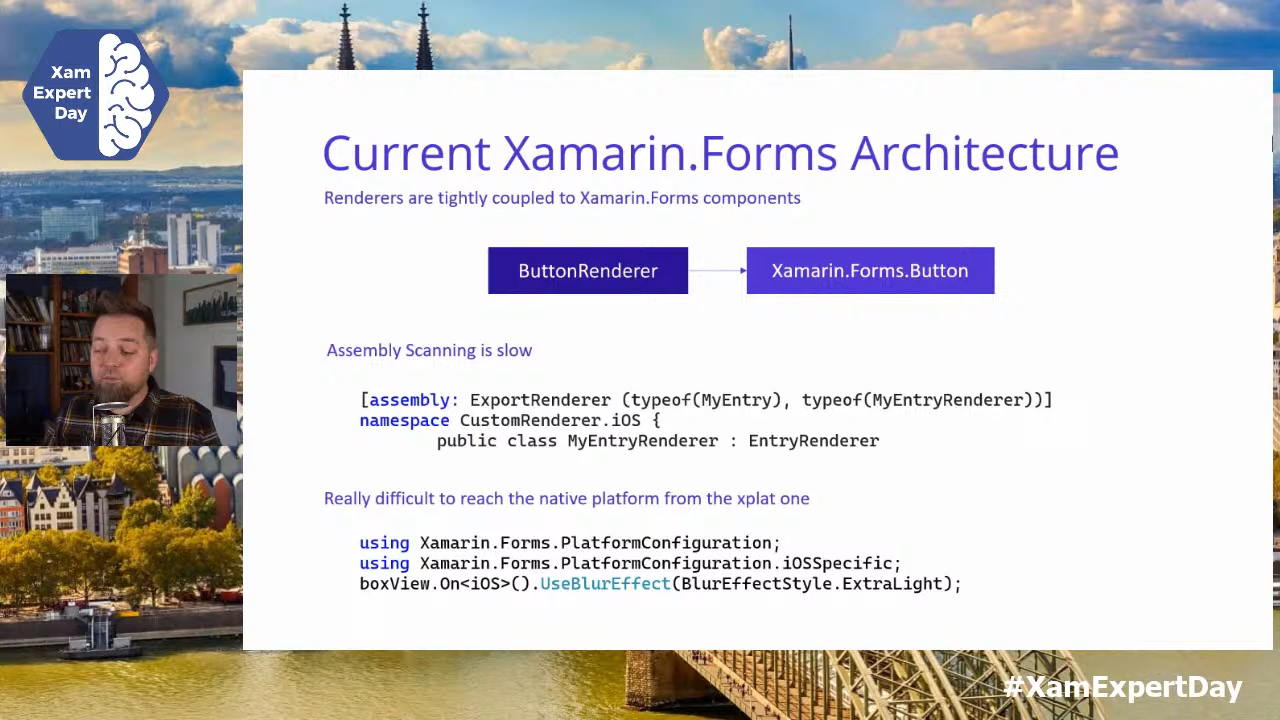 Xam
Expert
Day
Current Xamarin.Forms Architecture
Renderers are tightly coupled to Xamarin.Forms components
ButtonRenderer
Xamarin.Forms.Button
Assembly Scanning is slow
[assembly: ExportRenderer (typeof(MyEntry), typeof(MyEntryRenderer))]
namespace CustomRenderer.iOS {
public class MyEntryRenderer : EntryRenderer
Really difficult to reach the native platform from the xplat one
using Xamarin.Forms.PlatformConfiguration;
using Xamarin.Forms.PlatformConfiguration.iOSSpecific;
boxView.On<iOS>().UseBlurEffect(BlurEffectStyle.ExtraLight);
#XamExpertDay